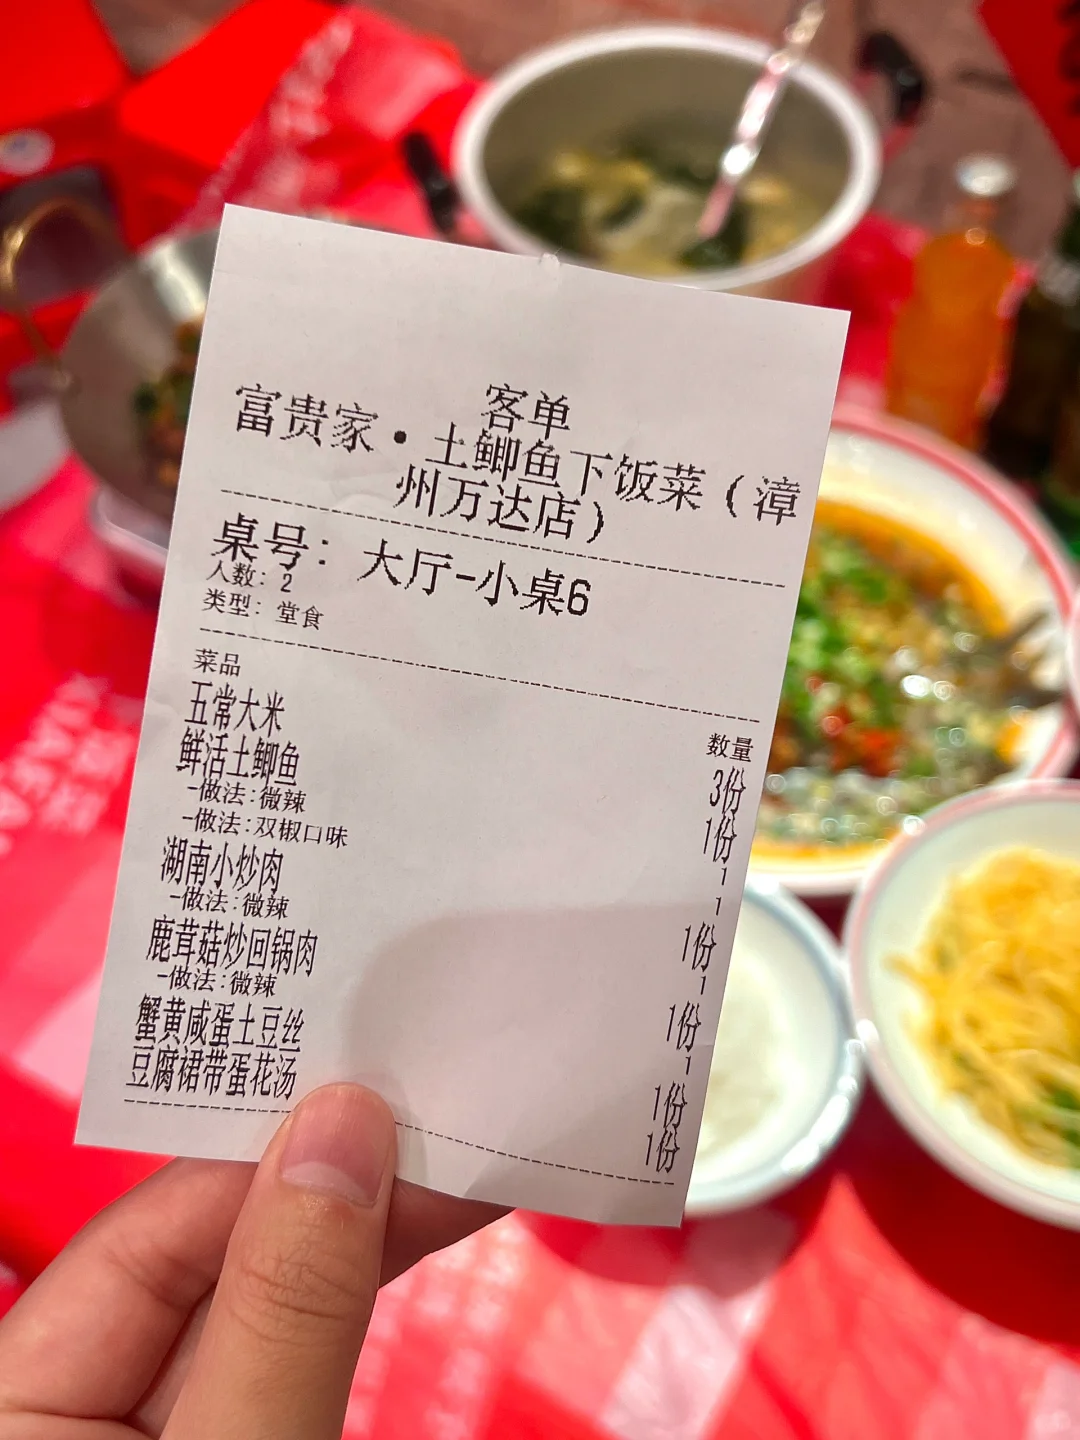 客单
富贵家·土鲫鱼下饭菜（漳
州万达店）
桌号：大厅-小桌6
人数：2
类型：堂食
菜品 数量
五常大米 3份
鲜活土鲫鱼 1份
-做法:微辣 1
-做法:双椒口味 1
湖南小炒肉 1份
-做法:微辣 1
鹿茸菇炒回锅肉 1份
-做法:微辣 1
蟹黄咸蛋土豆丝 1份
豆腐裙带蛋花汤 1份